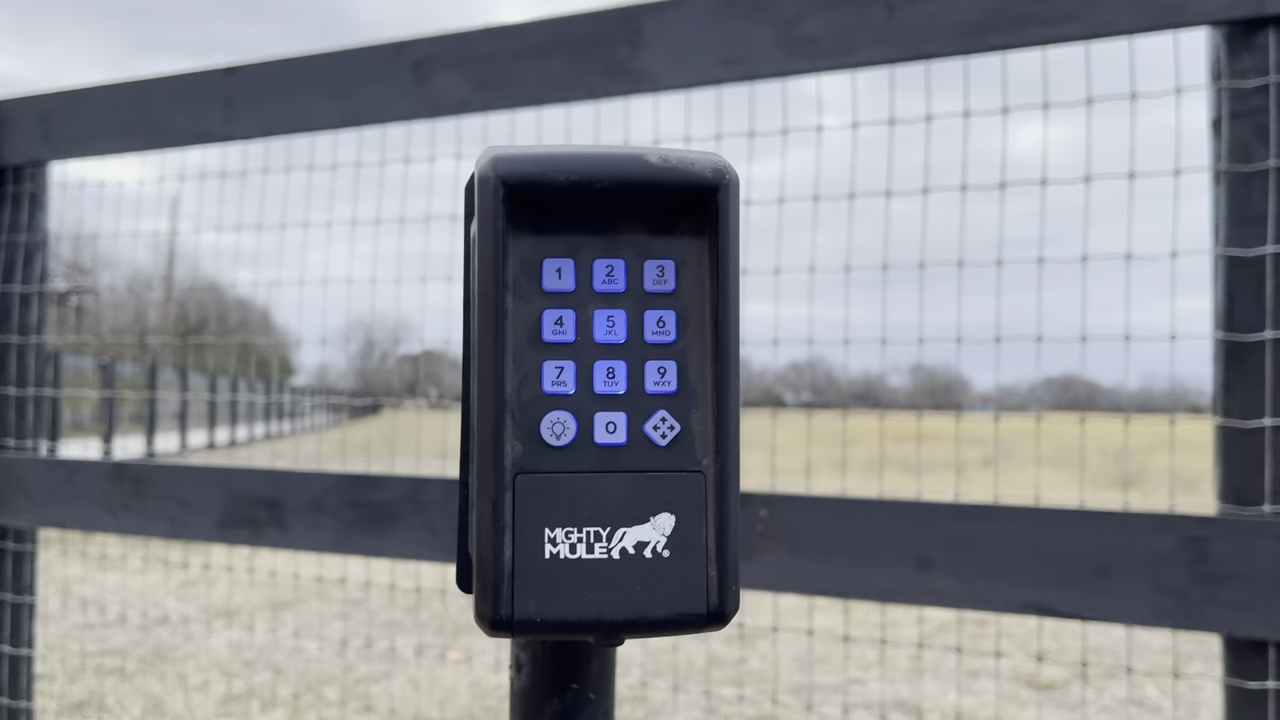 1
2
ABC
3
DEF
4
GHI
5
JKL
6
MNO
7
PRS
8
TUV
9
WXY
0
MIGHTY
MULE®